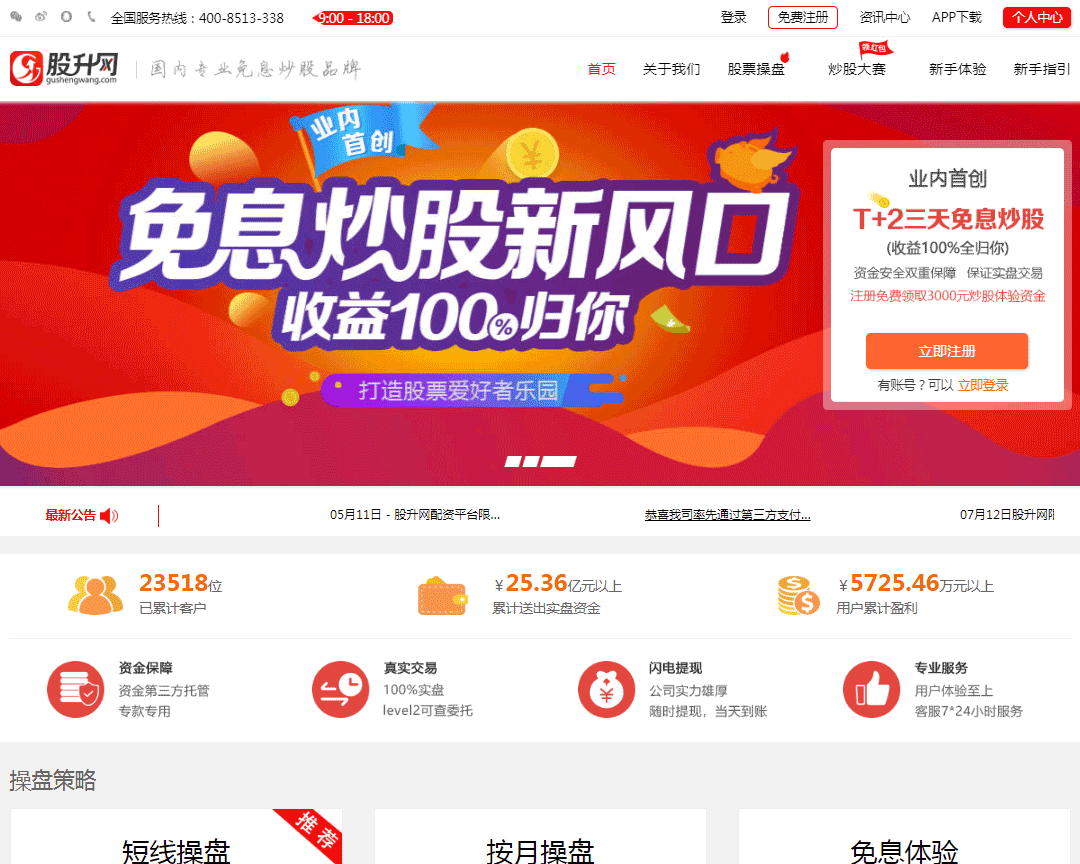 全国服务热线：400-8513-338
9:00 - 18:00
登录
免费注册
资讯中心
APP下载
个人中心
股升网
gushengwang.com
国内专业免息炒股品牌
首页
关于我们
股票操盘
领红包
炒股大赛
新手体验
新手指引
业内
首创
免息炒股新风口
收益100%归你
打造股票爱好者乐园
业内首创
T+2三天免息炒股
(收益100%全归你)
资金安全双重保障 保证实盘交易
注册免费领取3000元炒股体验资金
立即注册
有账号？可以 立即登录
最新公告
05月11日 - 股升网配资平台限...
恭喜我司率先通过第三方支付...
07月12日股升网
23518位
已累计客户
￥25.36亿元以上
累计送出实盘资金
￥5725.46万元以上
用户累计盈利
资金保障
资金第三方托管
专款专用
真实交易
100%实盘
level2可查委托
闪电提现
公司实力雄厚
随时提现，当天到账
专业服务
用户体验至上
客服7*24小时服务
操盘策略
推荐
短线操盘
按月操盘
免息体验